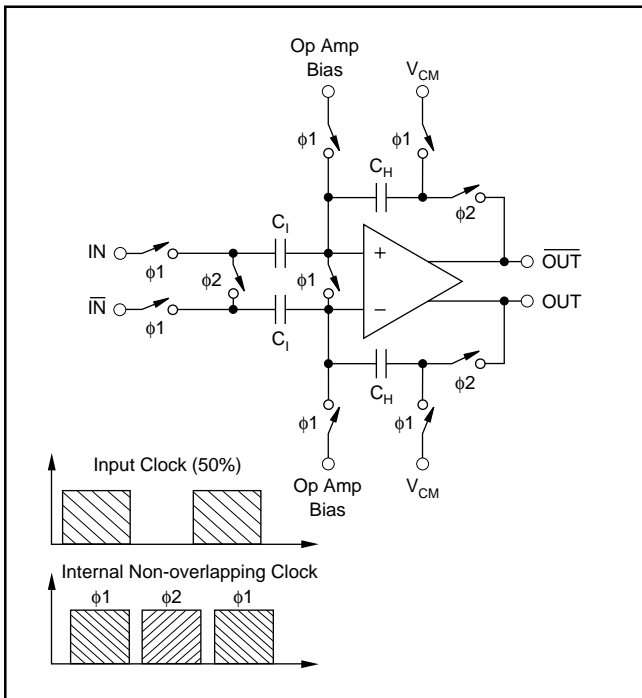 Op Amp
Bias
V_CM
ϕ1
ϕ1
C_H
ϕ2
C_I
IN
+
OUT̅
ϕ1
ϕ2
ϕ1
IN̅
−
OUT
ϕ1
C_I
C_H
ϕ2
ϕ1
ϕ1
Input Clock (50%)
Op Amp
Bias
V_CM
Internal Non-overlapping Clock
ϕ1 ϕ2 ϕ1